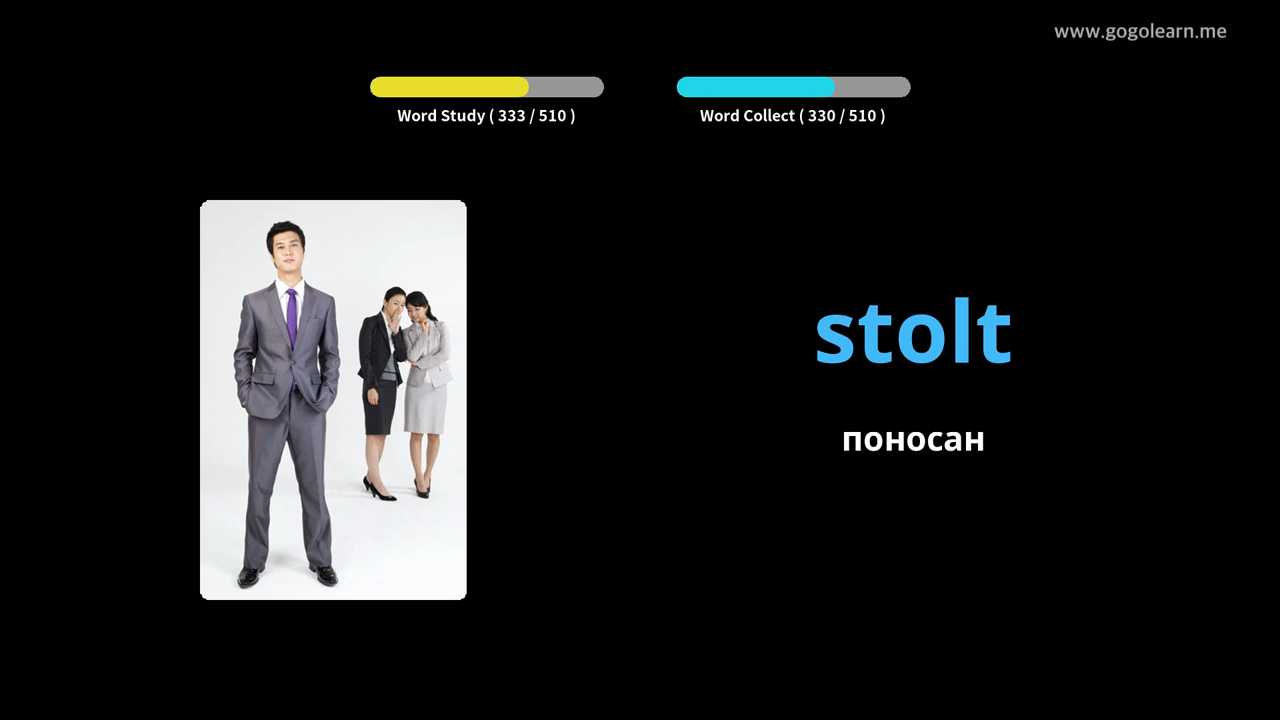 www.gogolearn.me
Word Study ( 333 / 510 )
Word Collect ( 330 / 510 )
stolt
поносан